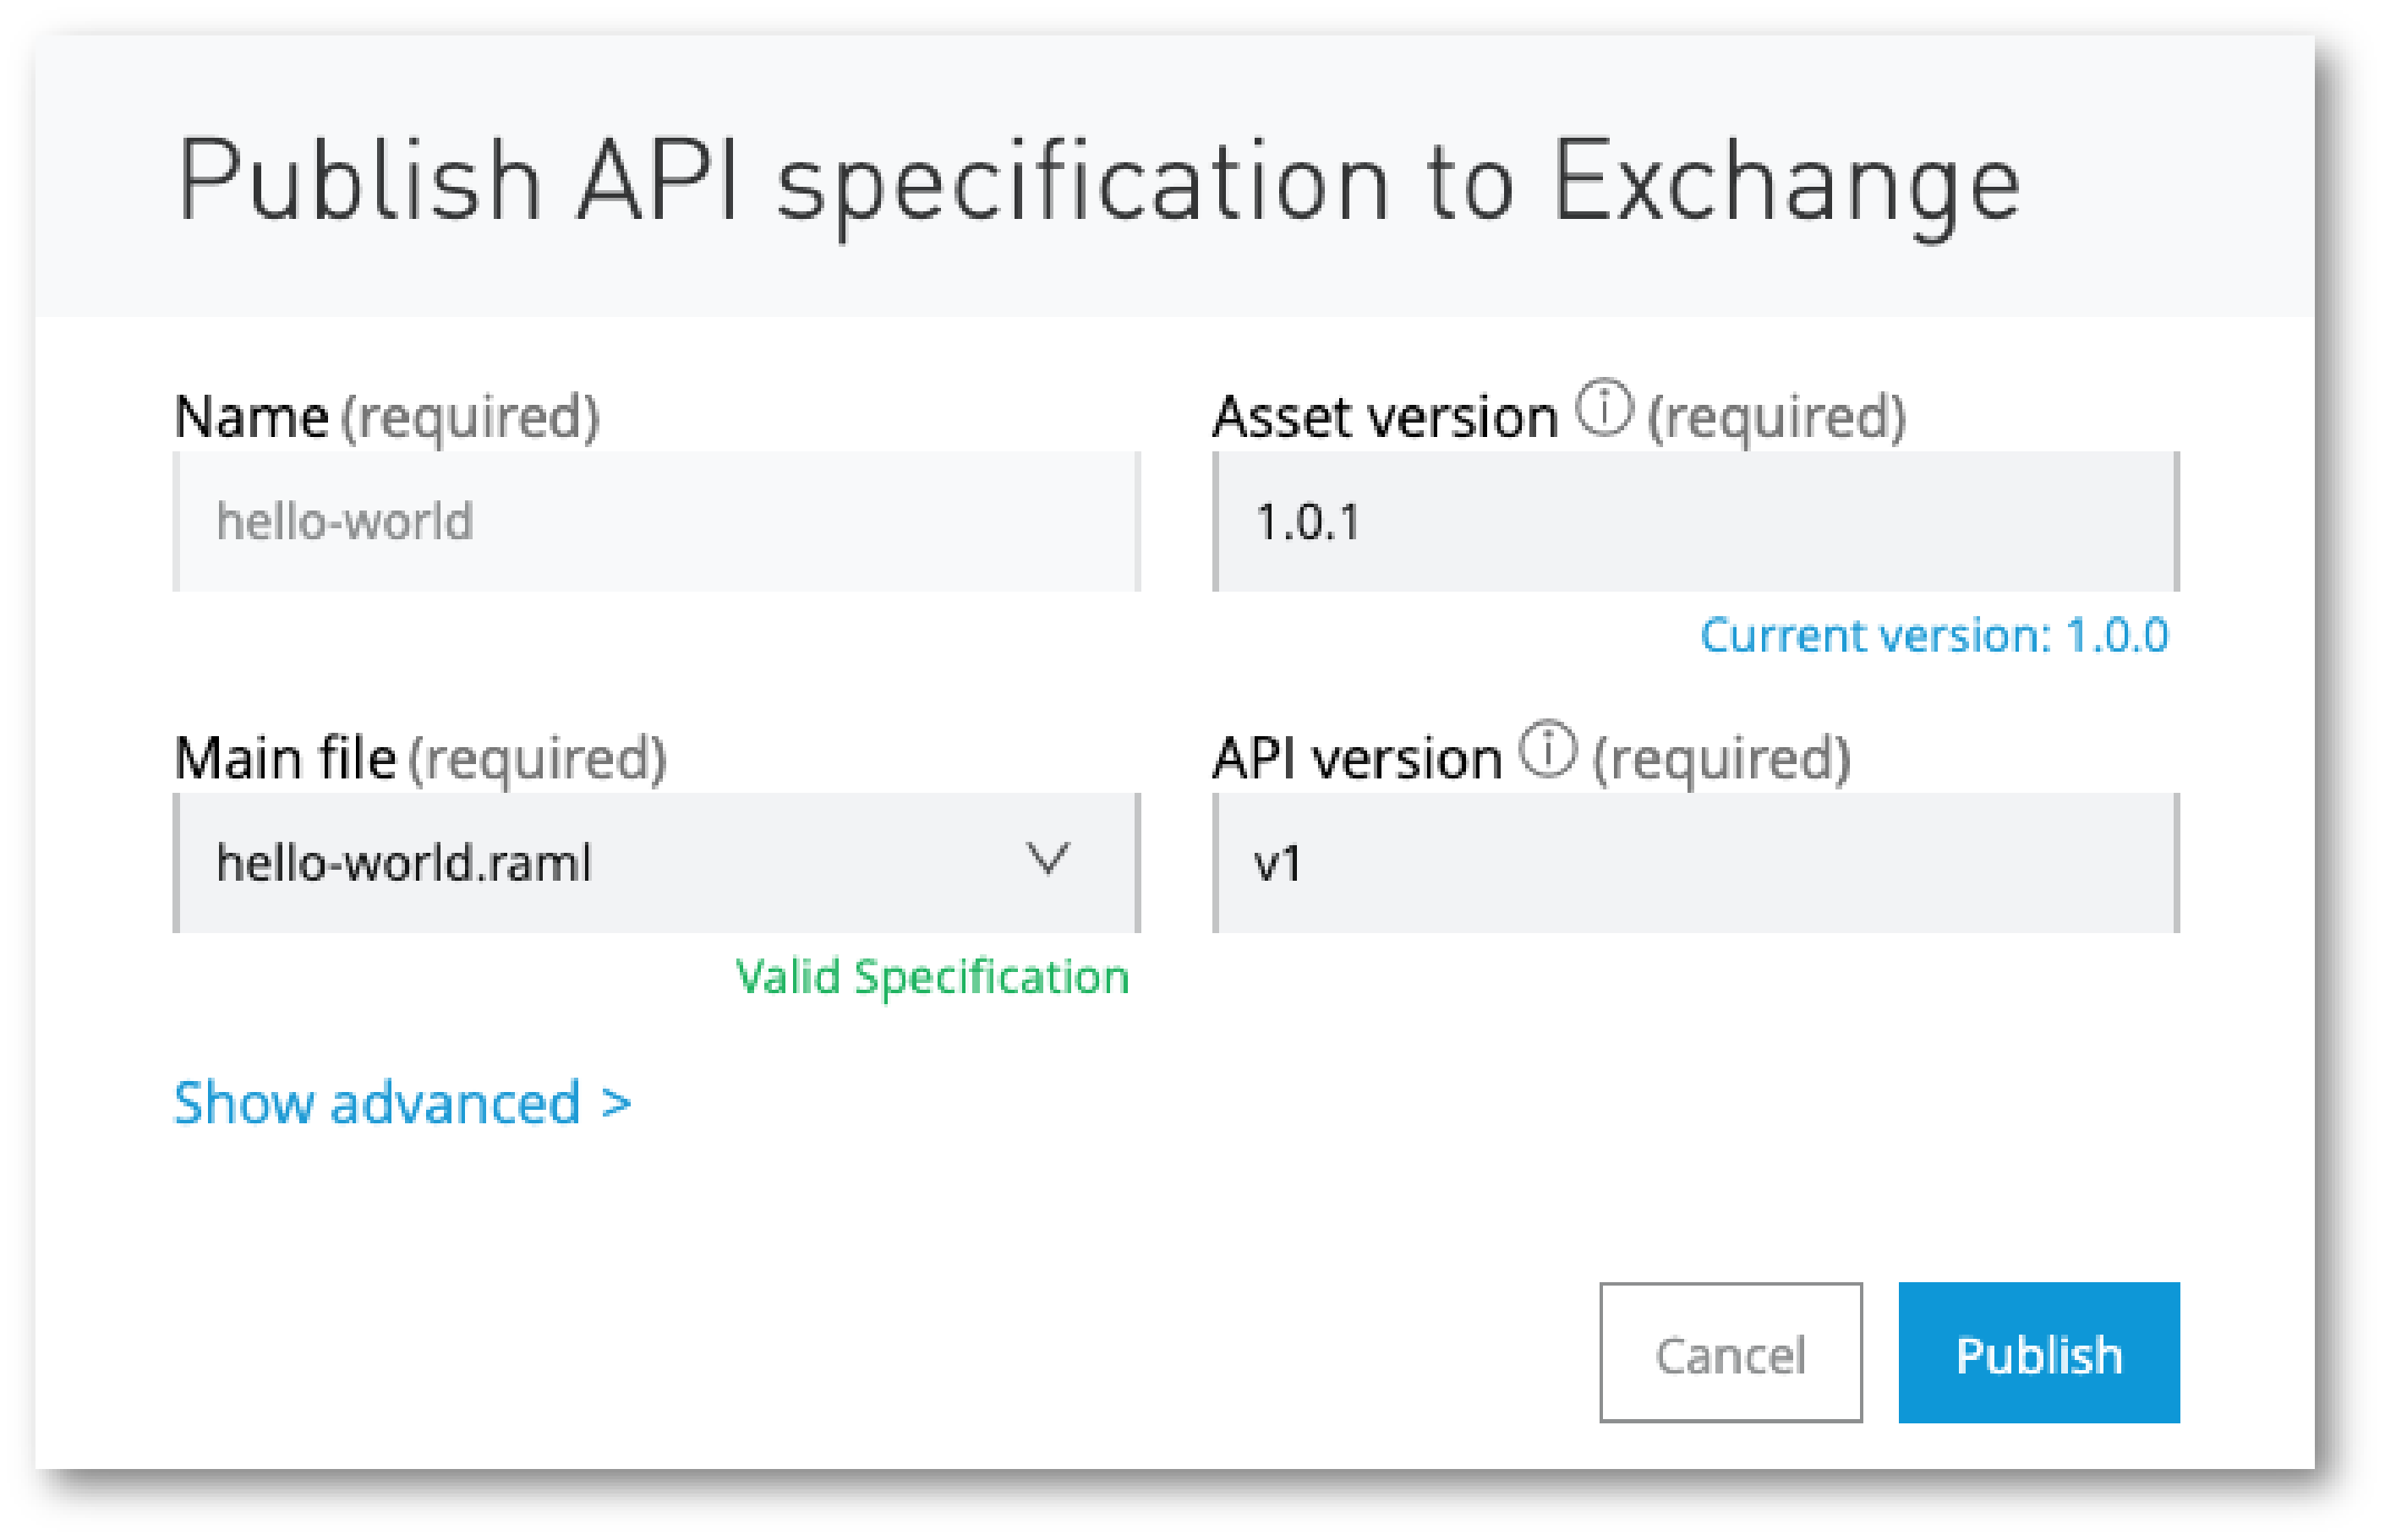 Publish API specification to Exchange
Name (required)
hello-world
Asset version ⓘ (required)
1.0.1
Current version: 1.0.0
Main file (required)
hello-world.raml
Valid Specification
API version ⓘ (required)
v1
Show advanced >
Cancel
Publish